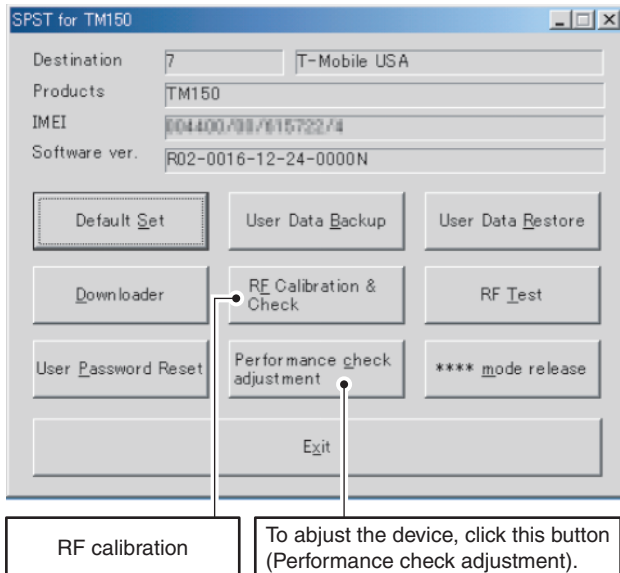 SPST for TM150
Destination 7 T-Mobile USA
Products TM150
IMEI
Software ver. R02-0016-12-24-0000N
Default Set User Data Backup User Data Restore
Downloader RF Calibration & Check RF Test
User Password Reset Performance check adjustment **** mode release
Exit
RF calibration
To abjust the device, click this button
(Performance check adjustment).